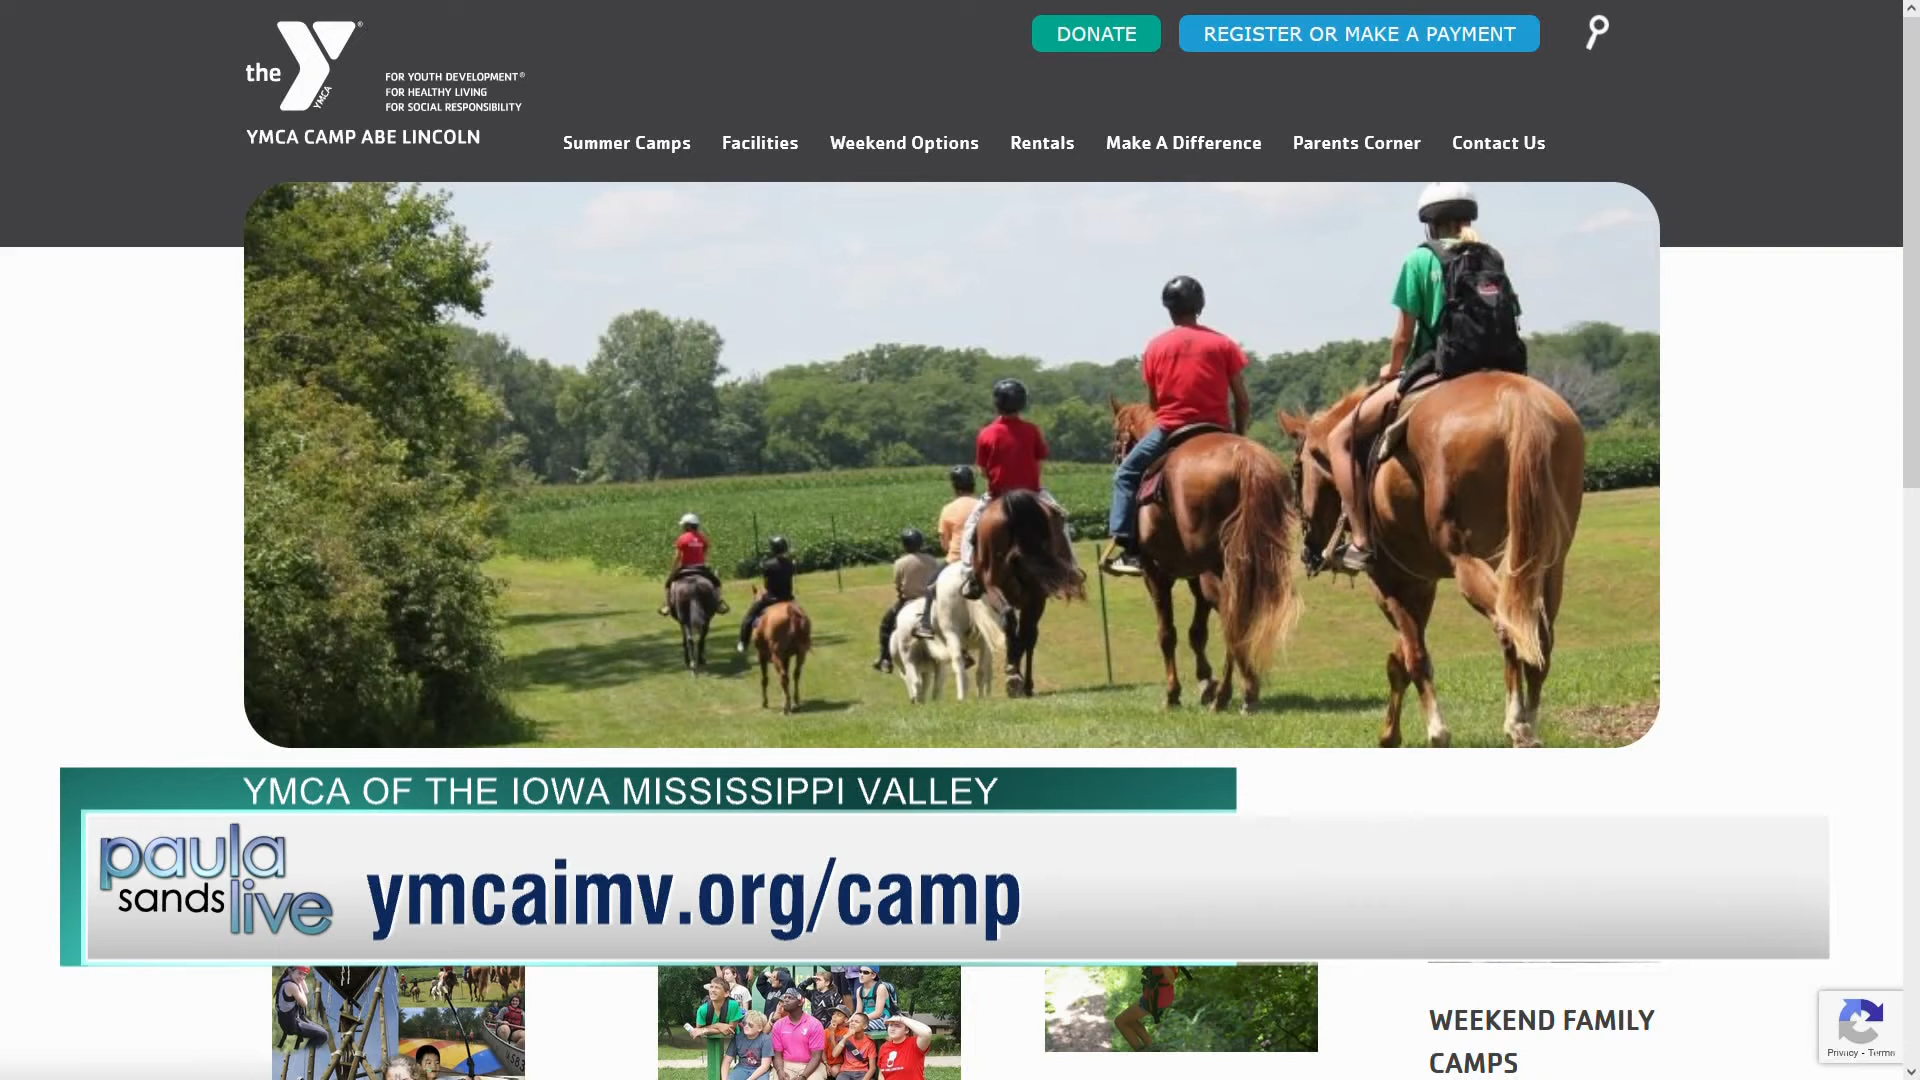 the
YMCA
FOR YOUTH DEVELOPMENT®
FOR HEALTHY LIVING
FOR SOCIAL RESPONSIBILITY
YMCA CAMP ABE LINCOLN
DONATE
REGISTER OR MAKE A PAYMENT
Summer Camps Facilities Weekend Options Rentals Make A Difference Parents Corner Contact Us
YMCA OF THE IOWA MISSISSIPPI VALLEY
paula
sands live
ymcaimv.org/camp
WEEKEND FAMILY
CAMPS
Privacy - Terms